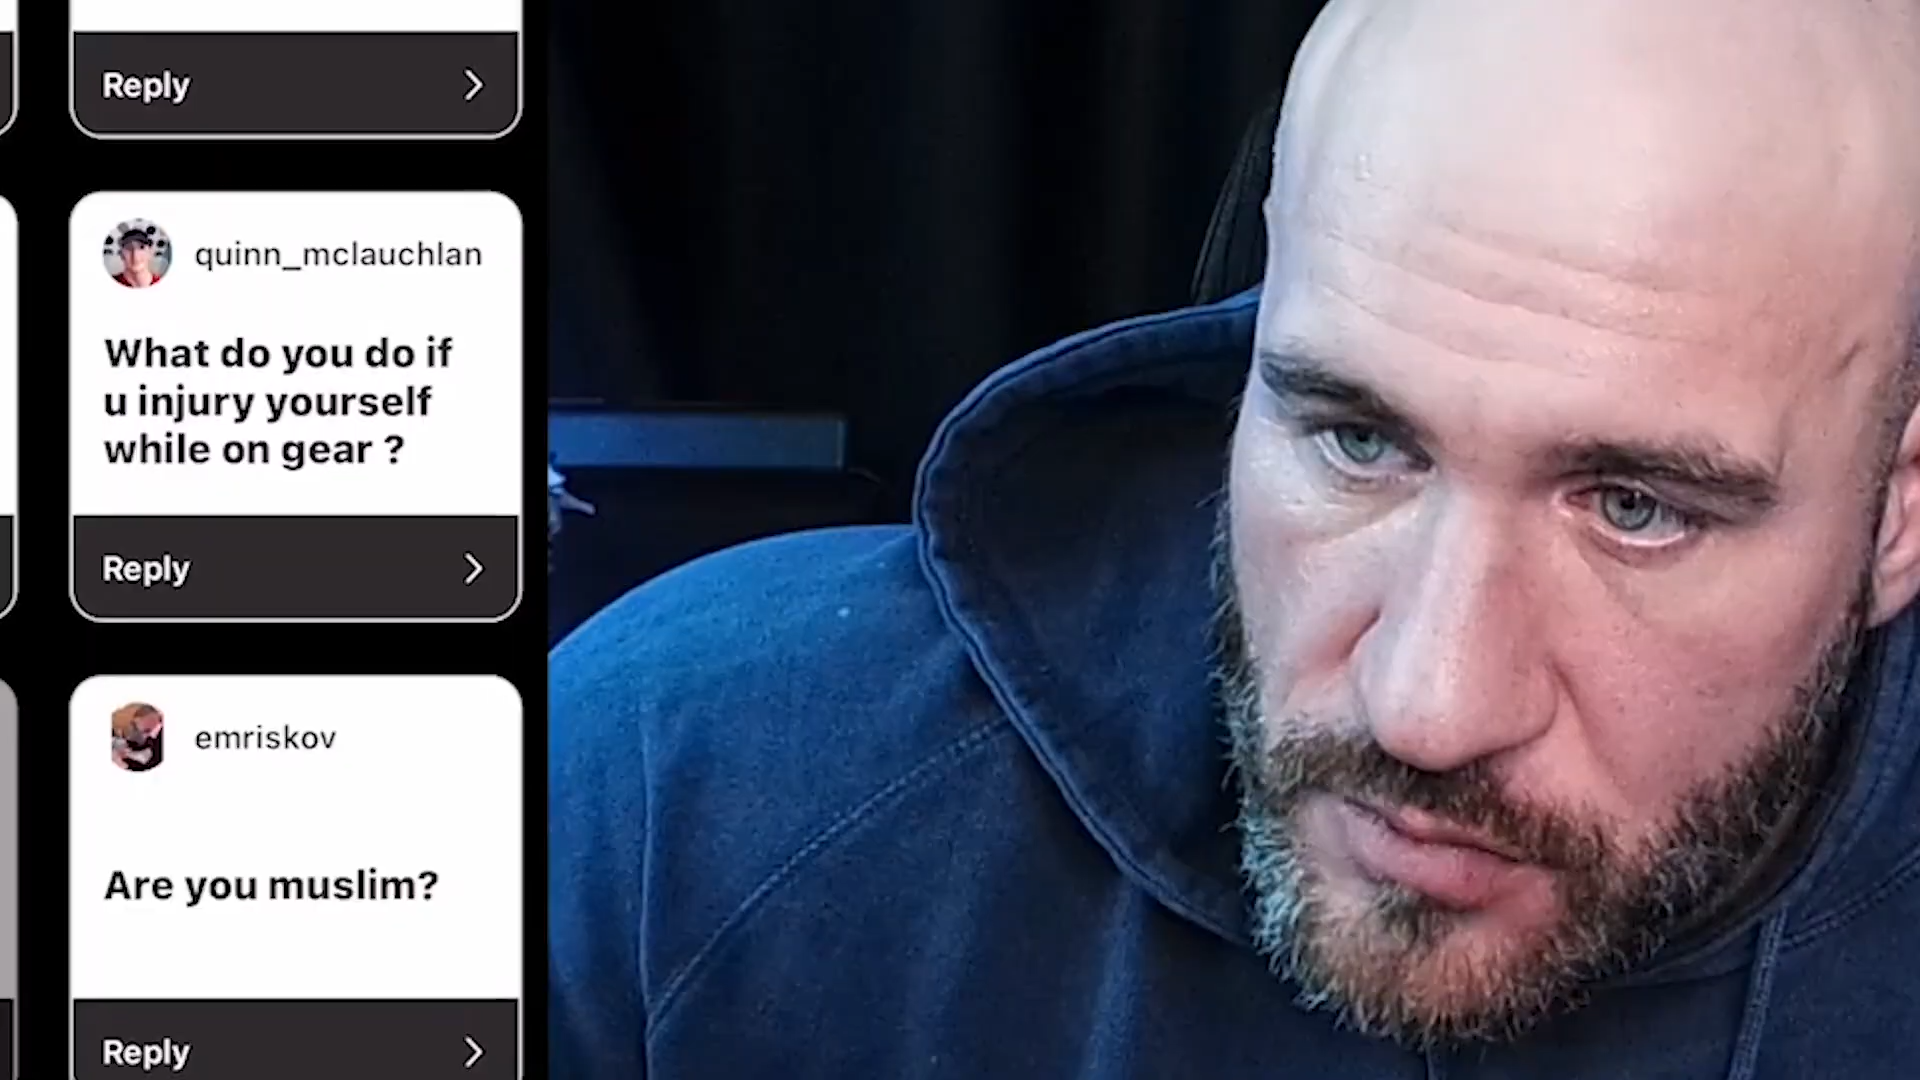 Reply
quinn_mclauchlan
What do you do if
u injury yourself
while on gear ?
Reply
emriskov
Are you muslim?
Reply